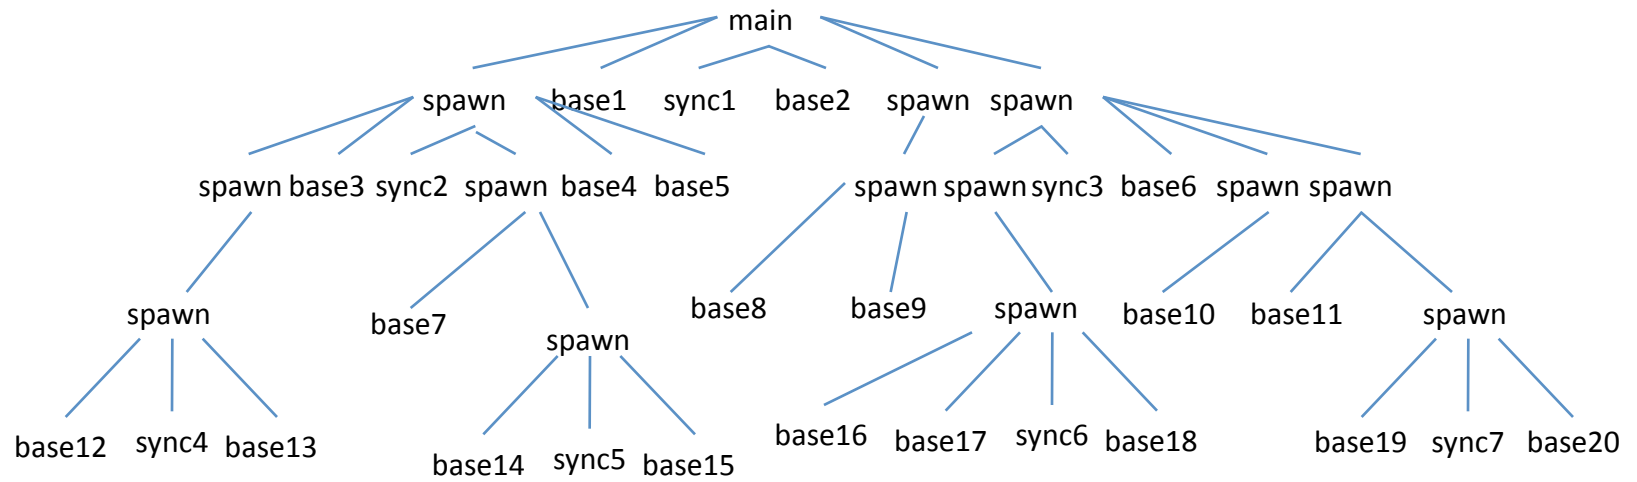 main
spawn base1 sync1 base2 spawn spawn
spawn base3 sync2 spawn base4 base5 spawn spawn sync3 base6 spawn spawn
spawn base7 spawn base8 base9 spawn base10 base11 spawn
base12 sync4 base13 base14 sync5 base15 base16 base17 sync6 base18 base19 sync7 base20